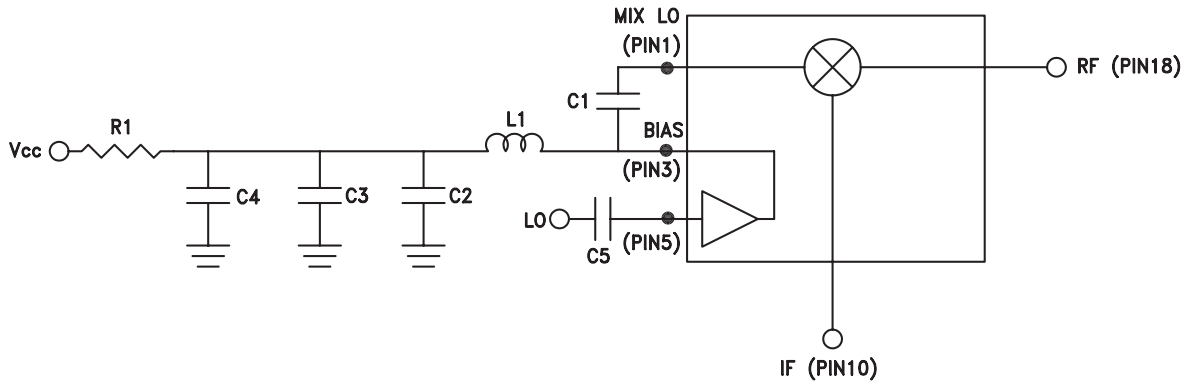 MIX LO
(PIN1)
RF (PIN18)
C1
R1
L1
BIAS
Vcc
(PIN3)
C4
C3
C2
LO
(PIN5)
C5
IF (PIN10)